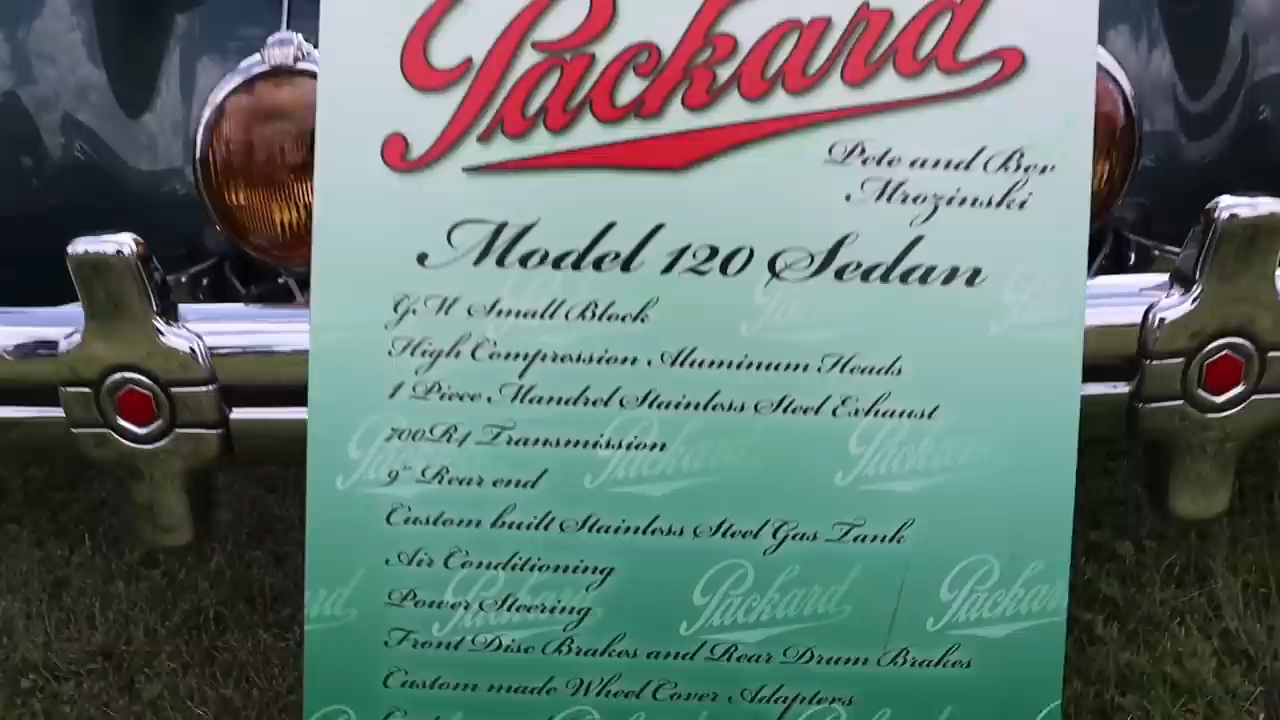 Packard
Pete and Bev
Mrozinski
Model 120 Sedan
GM Small Block
High Compression Aluminum Heads
1 Piece Mandrel Stainless Steel Exhaust
700R4 Transmission
9" Rear end
Custom built Stainless Steel Gas Tank
Air Conditioning
Power Steering
Front Disc Brakes and Rear Drum Brakes
Custom made Wheel Cover Adapters